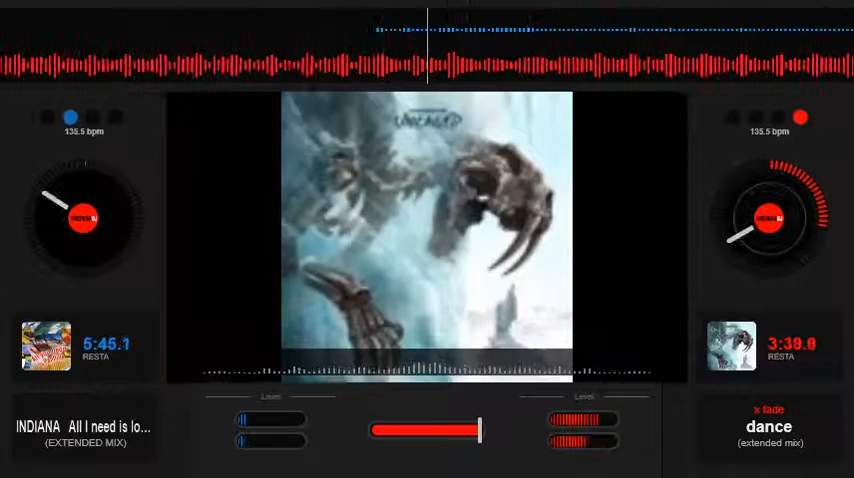 135.5 bpm
135.5 bpm
5:45.1
RESTA
3:39.9
RESTA
Level
Level
INDIANA All I need is lo...
(EXTENDED MIX)
x fade
dance
(extended mix)